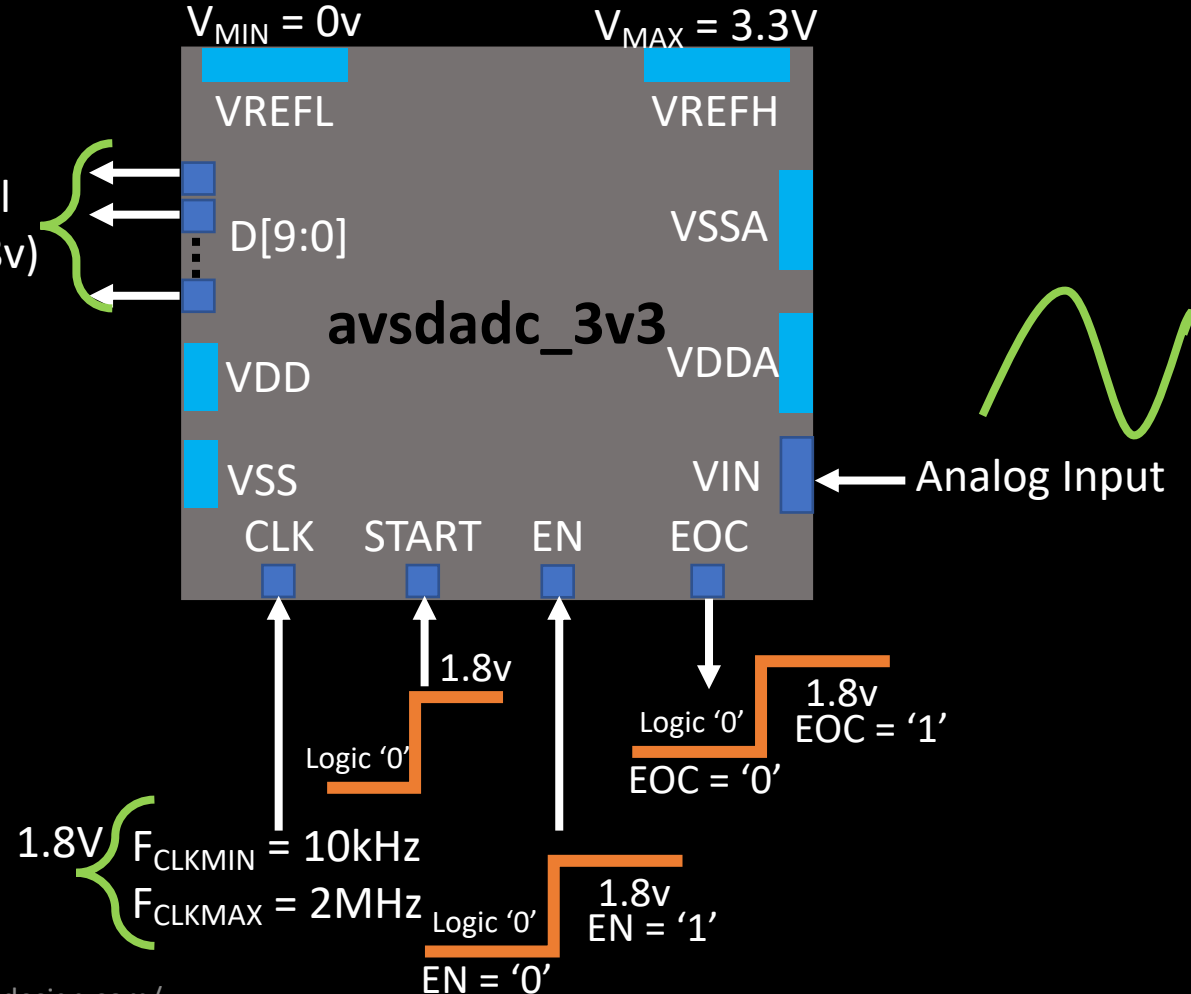 VMIN = 0v
VMAX = 3.3V
VREFL
VREFH
D[9:0]
VSSA
avsdadc_3v3
VDD
VDDA
VSS
VIN
Analog Input
CLK
START
EN
EOC
1.8v
Logic ‘0’
1.8v
Logic ‘0’
EOC = ‘1’
EOC = ‘0’
1.8V
FCLKMIN = 10kHz
FCLKMAX = 2MHz
1.8v
Logic ‘0’
EN = ‘1’
EN = ‘0’